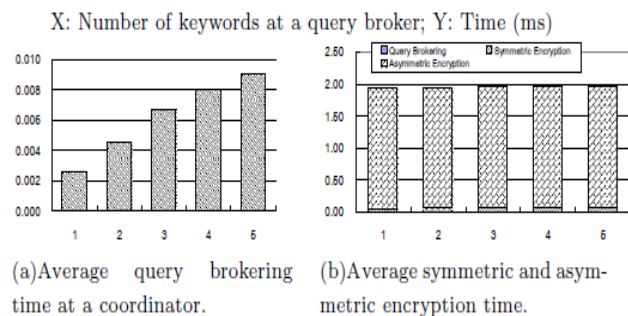 X: Number of keywords at a query broker; Y: Time (ms)
0.010
0.008
0.006
0.004
0.002
0.000
1 2 3 4 5
2.50
2.00
1.50
1.00
0.50
0.00
Query Brokering Symmetric Encryption
Asymmetric Encryption
1 2 3 4 5
(a)Average query brokering
time at a coordinator.
(b)Average symmetric and asym-
metric encryption time.